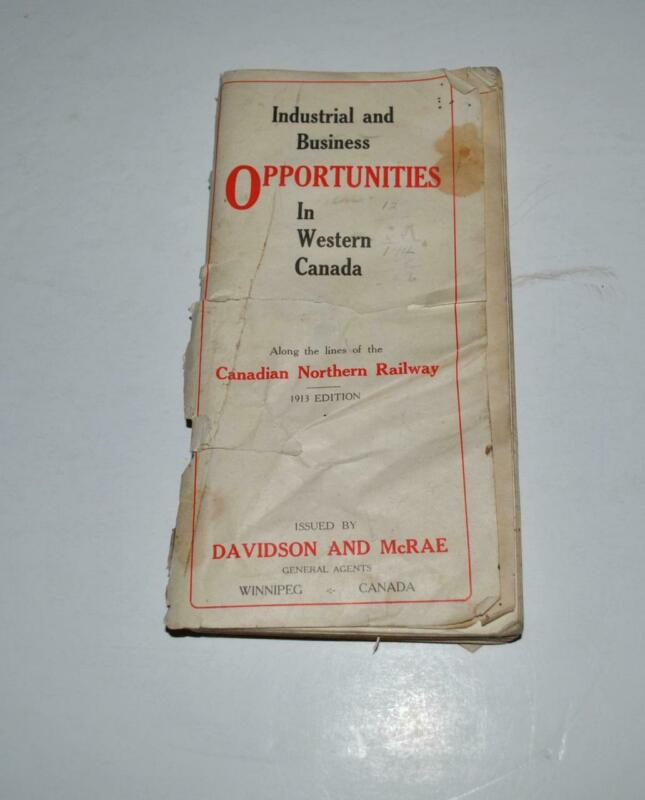 Industrial and
Business
OPPORTUNITIES
In
Western
Canada
12
Along the lines of the
Canadian Northern Railway
1913 EDITION
ISSUED BY
DAVIDSON AND McRAE
GENERAL AGENTS
WINNIPEG CANADA